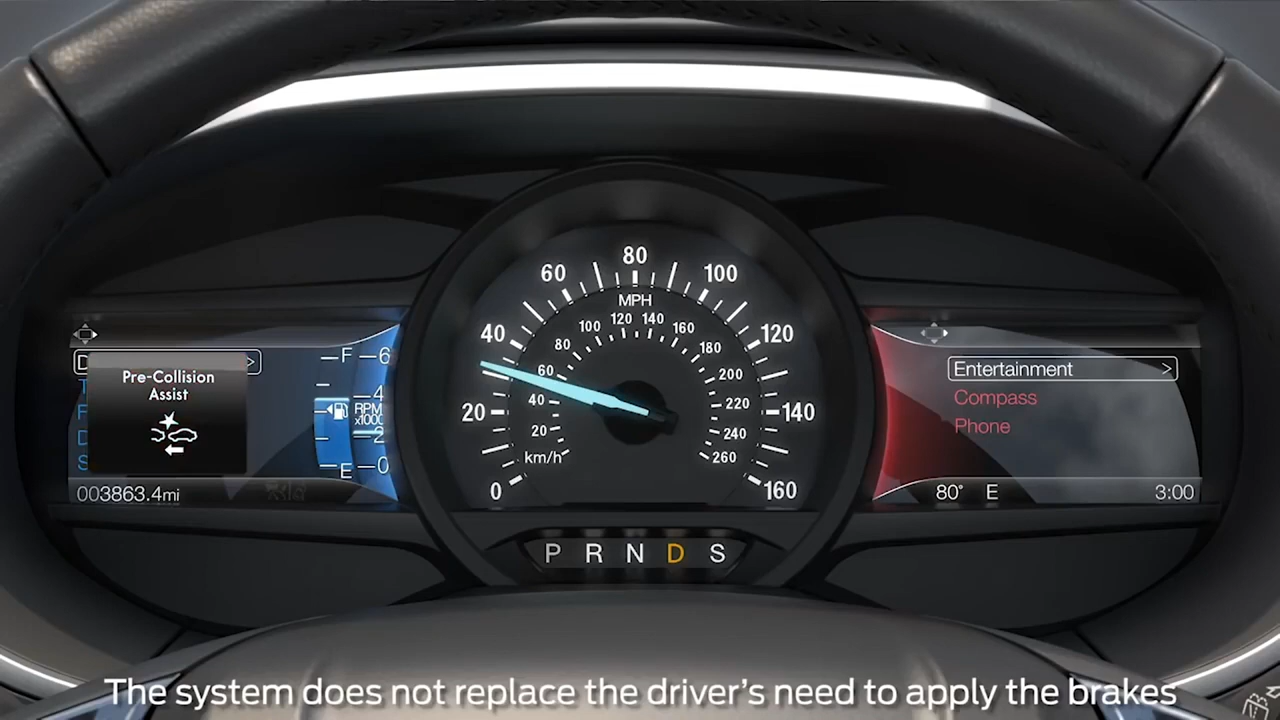 80
60
100
MPH
120
140
100
160
40
120
80
180
60
200
20
40
220
140
20
240
km/h
260
0
160
P R N D S
D >
Pre-Collision
Assist
T
F
D
S
F 6
4
RPM
x1000
2
E 0
003863.4mi
Entertainment >
Compass
Phone
80° E 3:00
The system does not replace the driver's need to apply the brakes